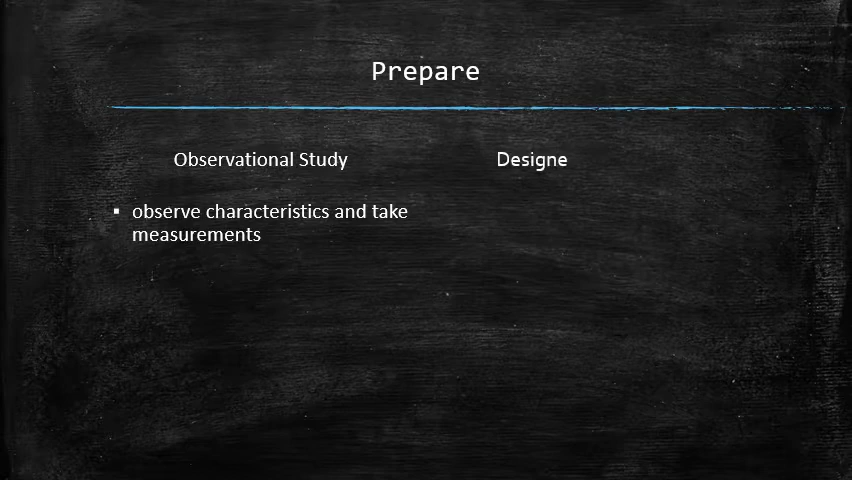 Prepare
Observational Study
Designe
▪ observe characteristics and take
measurements